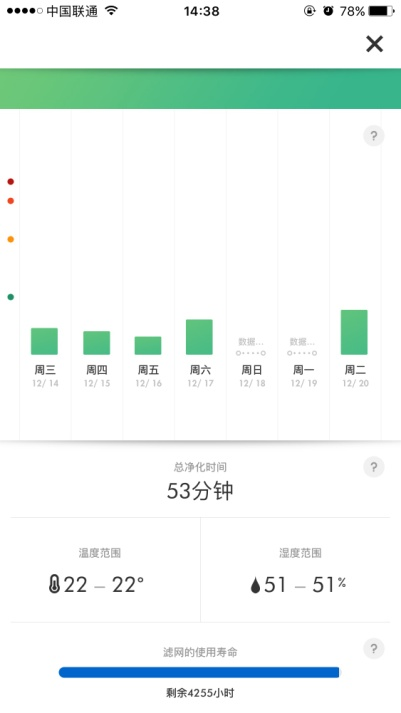 中国联通 14:38 78%
?
数据... 数据...
周三 周四 周五 周六 周日 周一 周二
12/ 14 12/ 15 12/ 16 12/ 17 12/ 18 12/ 19 12/ 20
总净化时间 ?
53分钟
温度范围 湿度范围
22 – 22° 51 – 51%
滤网的使用寿命 ?
剩余4255小时